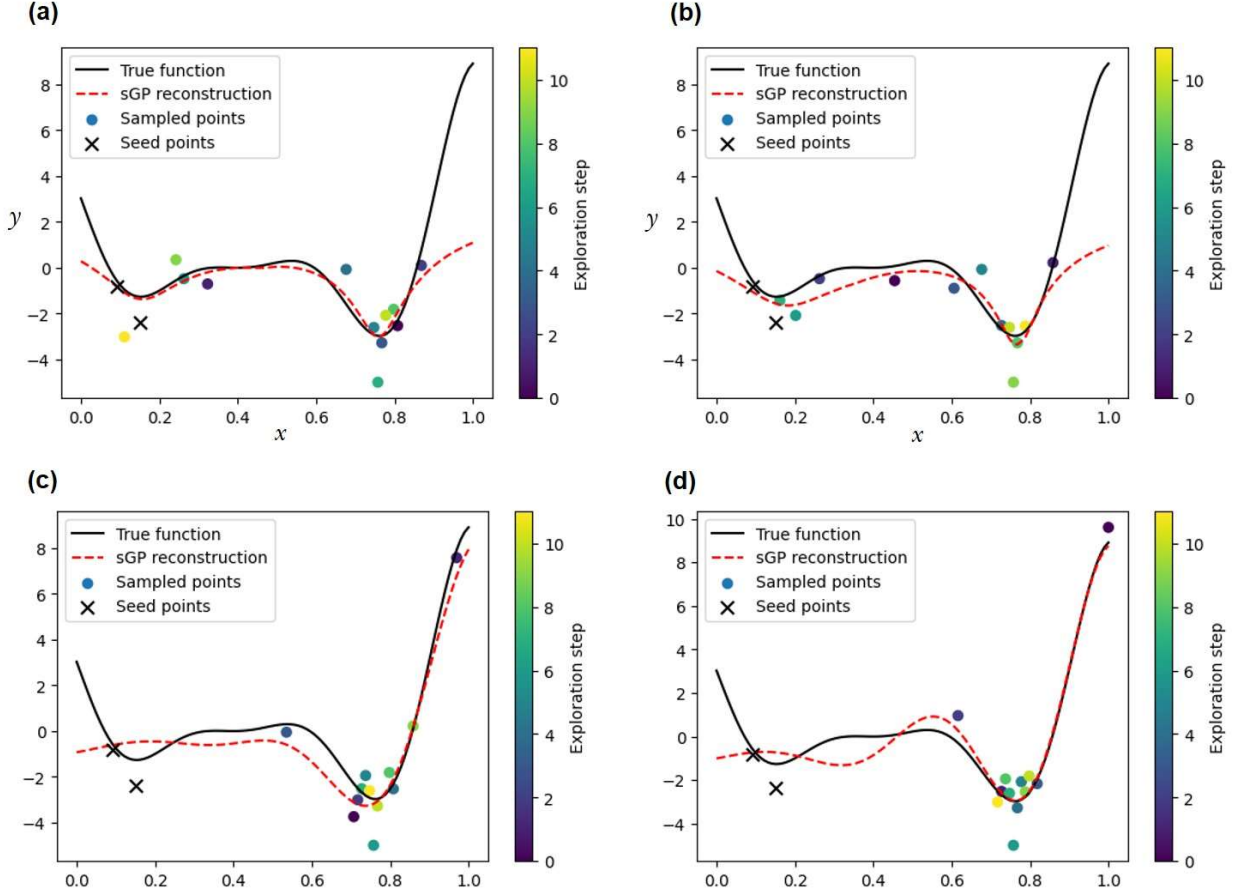 (a)
True function
sGP reconstruction
Sampled points
Seed points
8
6
4
2
0
−2
−4
y
0.0 0.2 0.4 0.6 0.8 1.0
x
10
8
6
4
2
0
Exploration step
(b)
True function
sGP reconstruction
Sampled points
Seed points
8
6
4
2
0
−2
−4
y
0.0 0.2 0.4 0.6 0.8 1.0
x
10
8
6
4
2
0
Exploration step
(c)
True function
sGP reconstruction
Sampled points
Seed points
8
6
4
2
0
−2
−4
0.0 0.2 0.4 0.6 0.8 1.0
10
8
6
4
2
0
Exploration step
(d)
True function
sGP reconstruction
Sampled points
Seed points
10
8
6
4
2
0
−2
−4
0.0 0.2 0.4 0.6 0.8 1.0
10
8
6
4
2
0
Exploration step